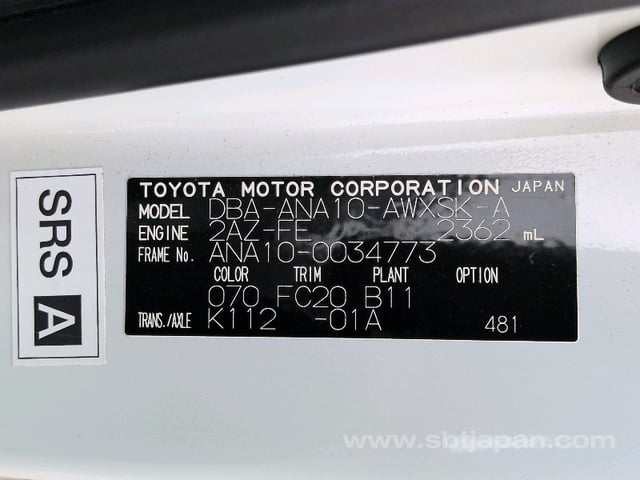 TOYOTA MOTOR CORPORATION JAPAN
MODEL DBA-ANA10-AWXSK-A
ENGINE 2AZ-FE 2362 mL
FRAME No. ANA10-0034773
COLOR TRIM PLANT OPTION
070 FC20 B11
TRANS./AXLE K112 -01A 481
SRS A
www.sbtjapan.com